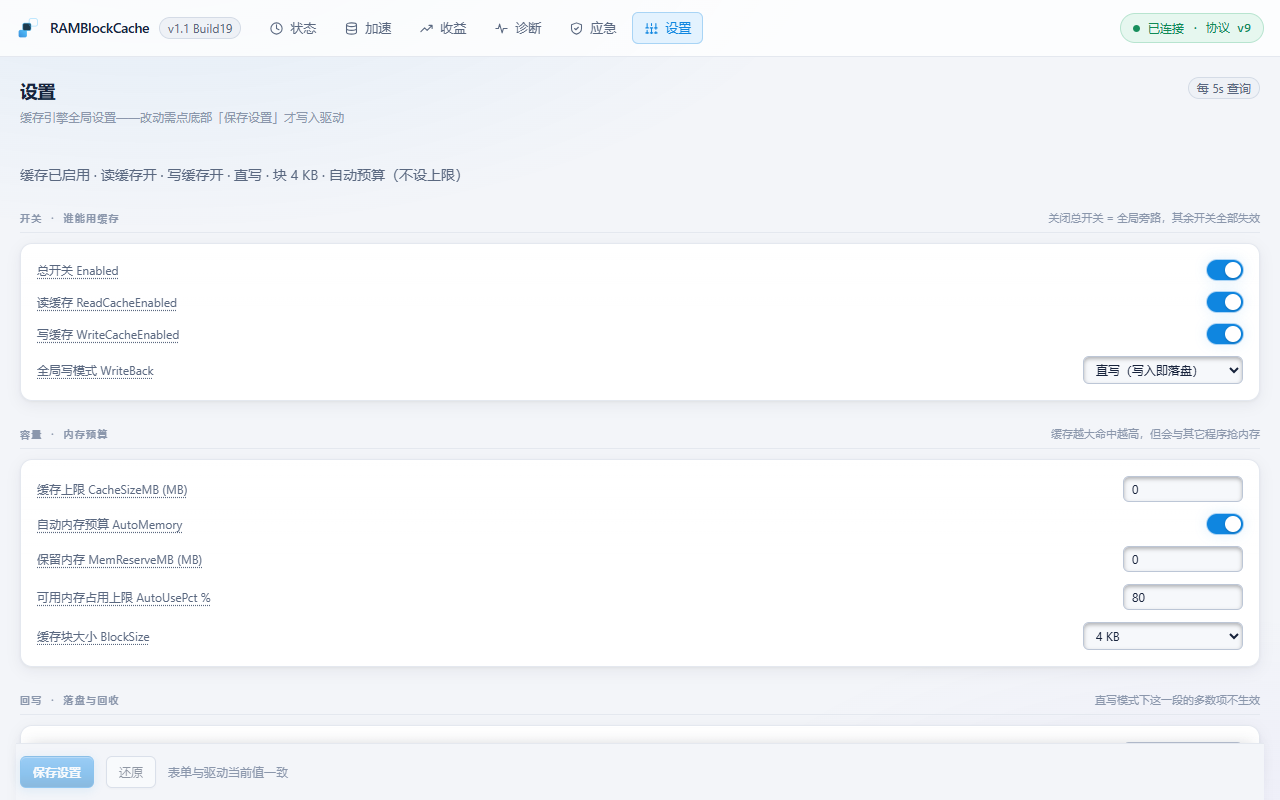 RAMBlockCache v1.1 Build19 状态 加速 收益 诊断 应急 设置 已连接 · 协议 v9
设置 每 5s 查询
缓存引擎全局设置——改动需点底部「保存设置」才写入驱动
缓存已启用 · 读缓存开 · 写缓存开 · 直写 · 块 4 KB · 自动预算（不设上限）
开关 · 谁能用缓存 关闭总开关 = 全局旁路，其余开关全部失效
总开关 Enabled
读缓存 ReadCacheEnabled
写缓存 WriteCacheEnabled
全局写模式 WriteBack 直写（写入即落盘）
容量 · 内存预算 缓存越大命中越高，但会与其它程序抢内存
缓存上限 CacheSizeMB (MB) 0
自动内存预算 AutoMemory
保留内存 MemReserveMB (MB) 0
可用内存占用上限 AutoUsePct % 80
缓存块大小 BlockSize 4 KB
回写 · 落盘与回收 直写模式下这一段的多数项不生效
保存设置 还原 表单与驱动当前值一致